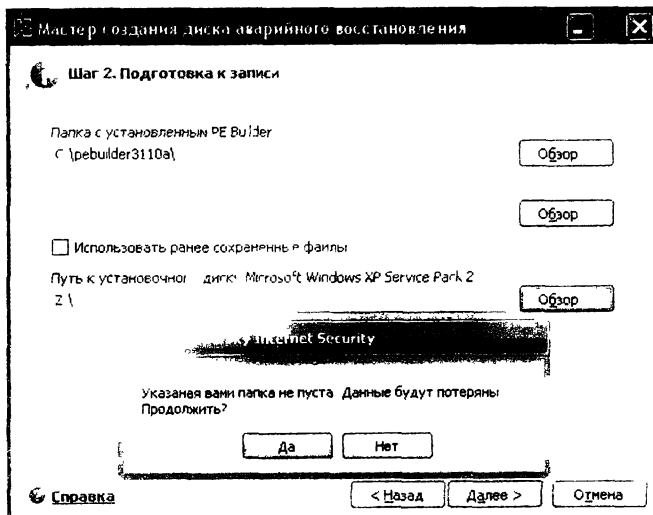 Мастер создания диска аварийного восстановления
Шаг 2. Подготовка к записи
Папка с установленным PE Builder
C:\pebuilder3110a\
Обзор
Обзор
Использовать ранее сохраненные файлы
Путь к установочному диску Microsoft Windows XP Service Pack 2
Z:\
Обзор
Internet Security
Указаная вами папка не пуста Данные будут потеряны
Продолжить?
Да
Нет
Справка
< Назад
Далее >
Отмена